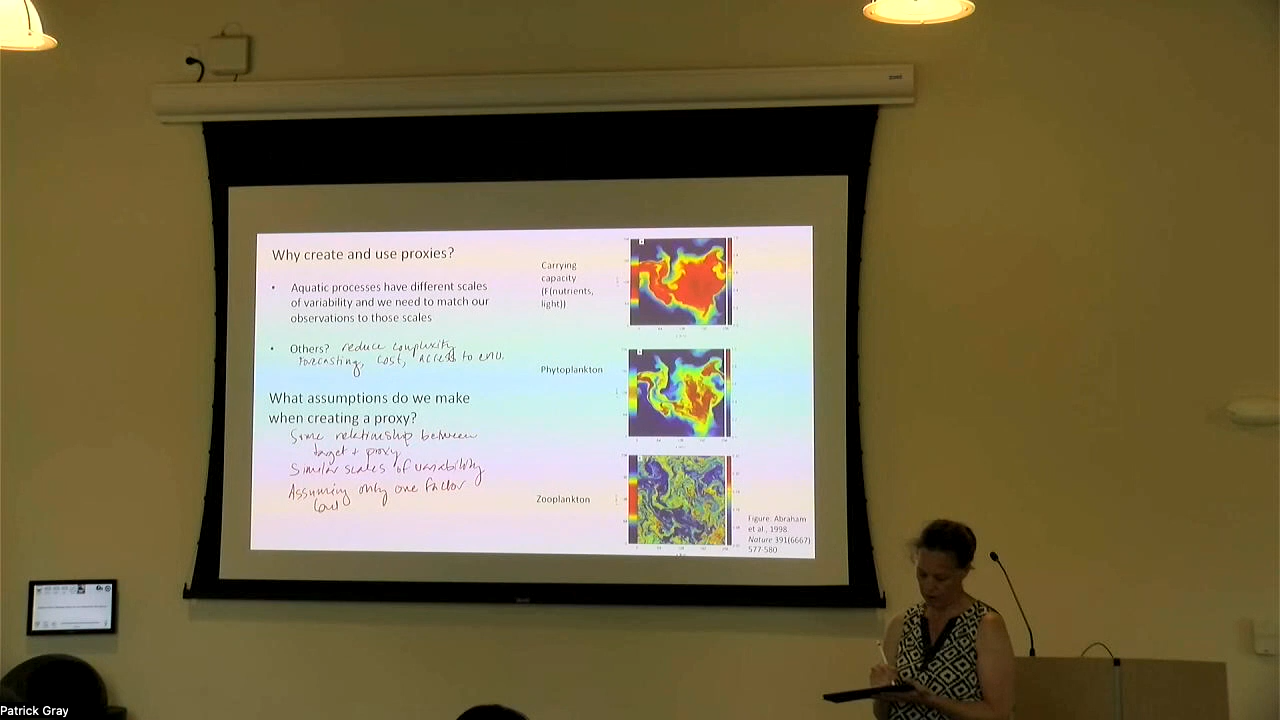 Why create and use proxies?
• Aquatic processes have different scales
of variability and we need to match our
observations to those scales
• Others? reduce complexity
forecasting, cost, access to env.
What assumptions do we make
when creating a proxy?
Some relationship between
target + proxy
Similar scales of variability
Assuming only one factor
Carrying
capacity
(F(nutrients,
light))
Phytoplankton
Zooplankton
Figure: Abraham
et al., 1998.
Nature 391(6667)
577-580
Patrick Gray